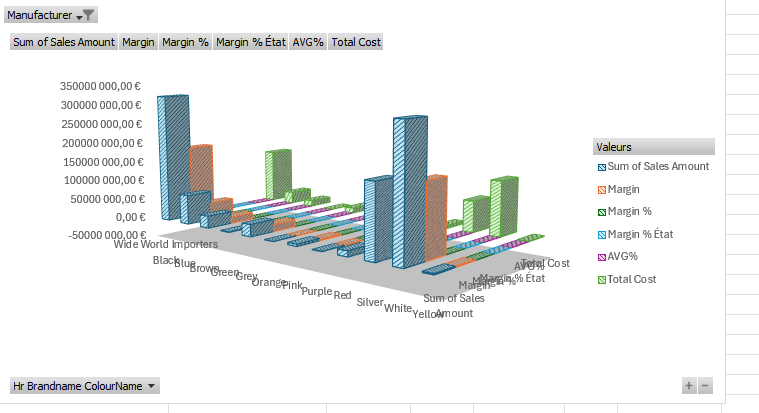 Manufacturer
Sum of Sales Amount Margin Margin % Margin % État AVG% Total Cost
350000 000,00 €
300000 000,00 €
250000 000,00 €
200000 000,00 €
150000 000,00 €
100000 000,00 €
50000 000,00 €
0,00 €
-50000 000,00 €
Wide World Importers
Black
Blue
Brown
Green
Grey
Orange
Pink
Purple
Red
Silver
White
Yellow
Sum of Sales Amount
Margin
Margin %
Margin % État
AVG%
Total Cost
Valeurs
Sum of Sales Amount
Margin
Margin %
Margin % État
AVG%
Total Cost
Hr Brandname ColourName